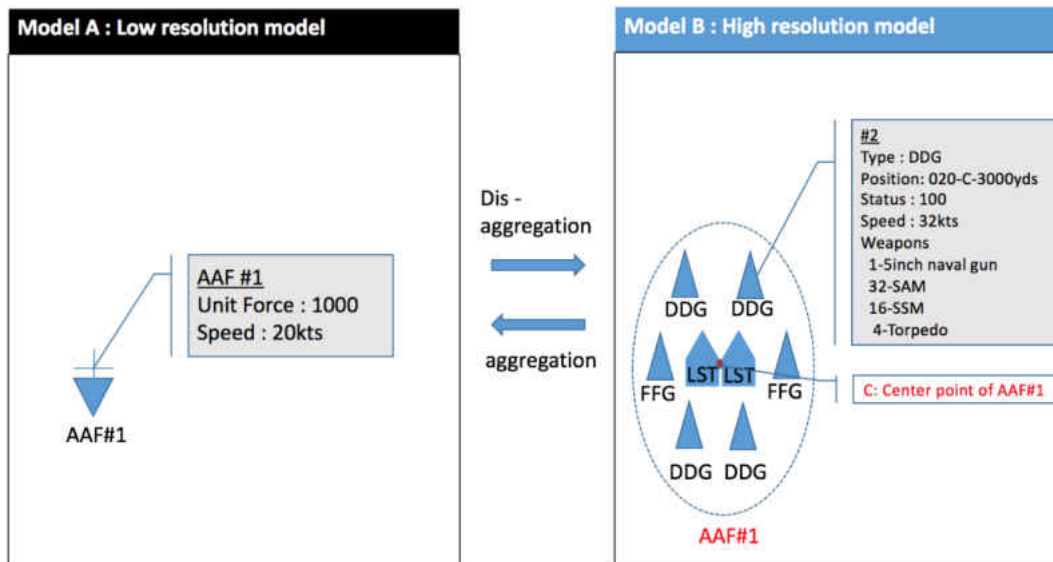 Model A : Low resolution model
AAF #1
Unit Force : 1000
Speed : 20kts
AAF#1
Dis -
aggregation
aggregation
Model B : High resolution model
#2
Type : DDG
Position: 020-C-3000yds
Status : 100
Speed : 32kts
Weapons
1-5inch naval gun
32-SAM
16-SSM
4-Torpedo
DDG DDG
LST LST
FFG FFG
C: Center point of AAF#1
DDG DDG
AAF#1